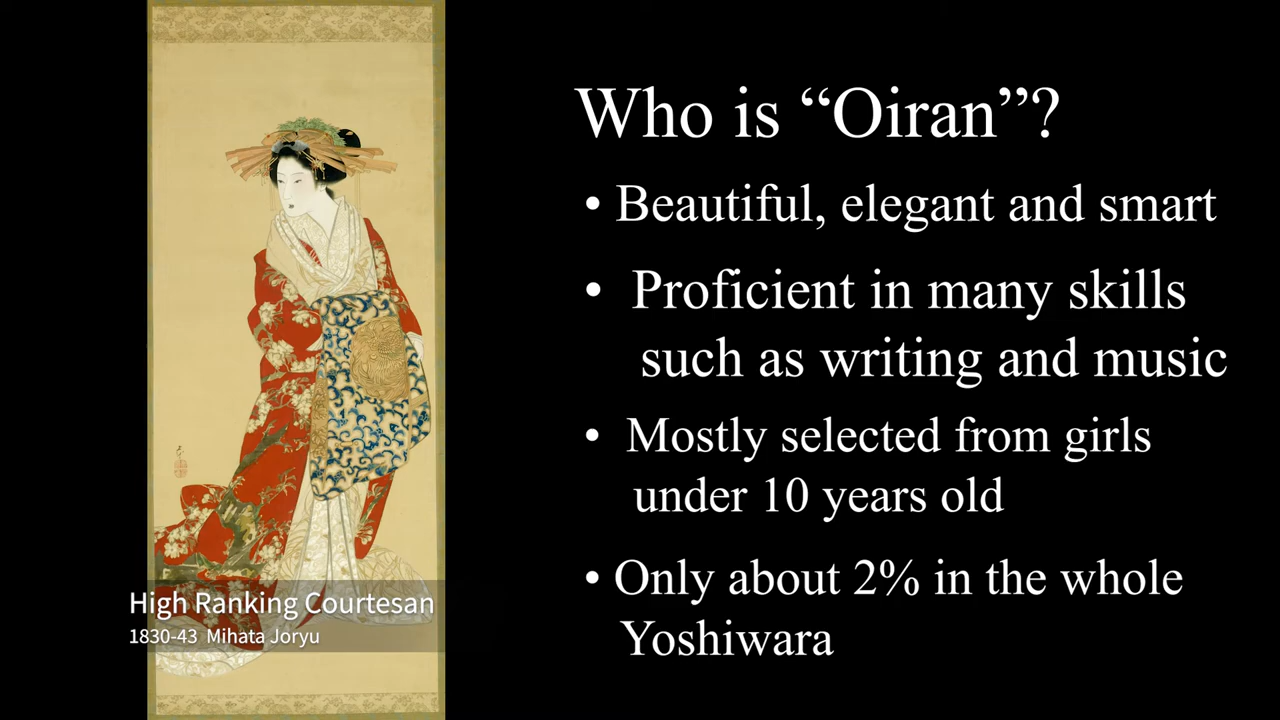 Who is “Oiran”?
• Beautiful, elegant and smart
• Proficient in many skills
such as writing and music
• Mostly selected from girls
under 10 years old
• Only about 2% in the whole
Yoshiwara
High Ranking Courtesan
1830-43 Mihata Joryu